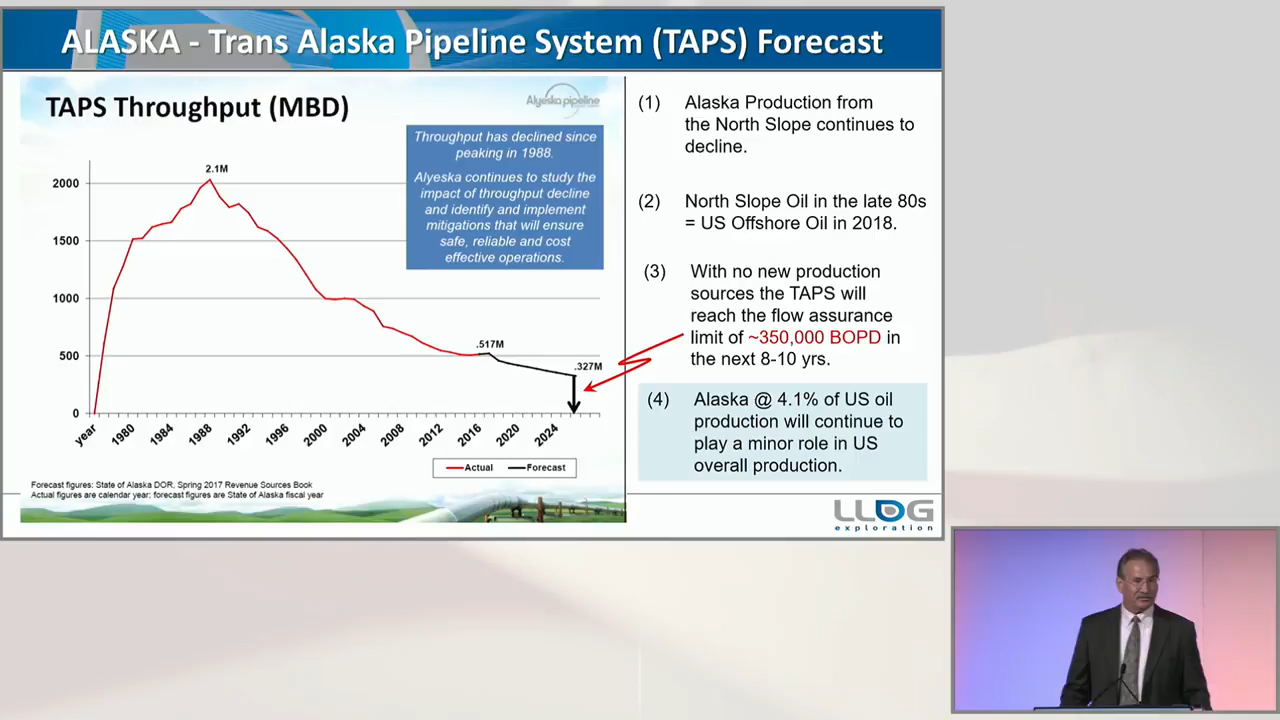 ALASKA - Trans Alaska Pipeline System (TAPS) Forecast
TAPS Throughput (MBD)
Alyeska pipeline
Throughput has declined since
peaking in 1988.
Alyeska continues to study the
impact of throughput decline
and identify and implement
mitigations that will ensure
safe, reliable and cost
effective operations.
2.1M
2000
1500
1000
500
0
.517M
.327M
year
1980
1984
1988
1992
1996
2000
2004
2008
2012
2016
2020
2024
Actual
Forecast
Forecast figures: State of Alaska DOR, Spring 2017 Revenue Sources Book
Actual figures are calendar year; forecast figures are State of Alaska fiscal year
(1) Alaska Production from
the North Slope continues to
decline.
(2) North Slope Oil in the late 80s
= US Offshore Oil in 2018.
(3) With no new production
sources the TAPS will
reach the flow assurance
limit of ~350,000 BOPD in
the next 8-10 yrs.
(4) Alaska @ 4.1% of US oil
production will continue to
play a minor role in US
overall production.
LLOG
exploration